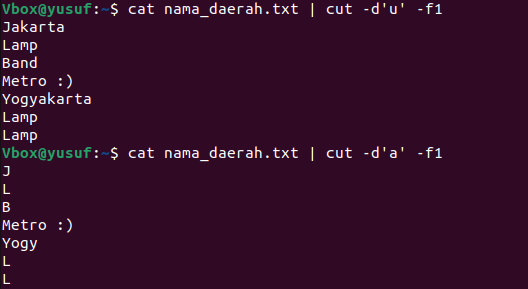 Vbox@yusuf:~$ cat nama_daerah.txt | cut -d'u' -f1
Jakarta
Lamp
Band
Metro :)
Yogyakarta
Lamp
Lamp
Vbox@yusuf:~$ cat nama_daerah.txt | cut -d'a' -f1
J
L
B
Metro :)
Yogy
L
L